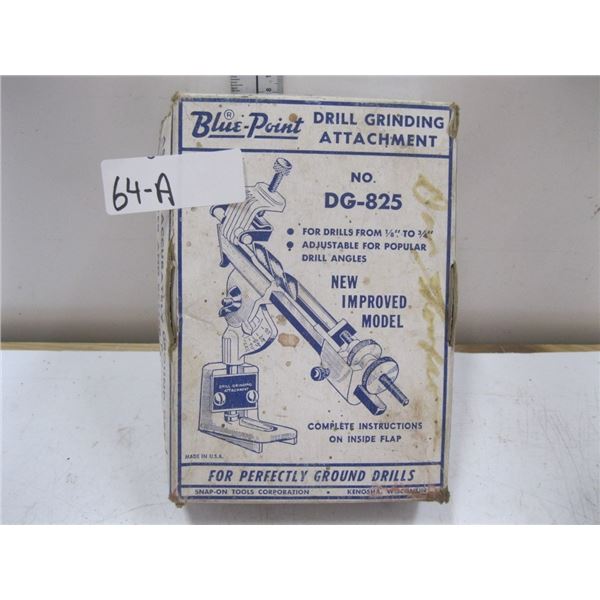 Blue-Point ®
DRILL GRINDING
ATTACHMENT
64-A
NO.
DG-825
• FOR DRILLS FROM ⅛" TO ¾"
• ADJUSTABLE FOR POPULAR
DRILL ANGLES
NEW
IMPROVED
MODEL
DRILL GRINDING
ATTACHMENT
COMPLETE INSTRUCTIONS
ON INSIDE FLAP
MADE IN U.S.A.
FOR PERFECTLY GROUND DRILLS
SNAP-ON TOOLS CORPORATION • KENOSHA, WISCONSIN